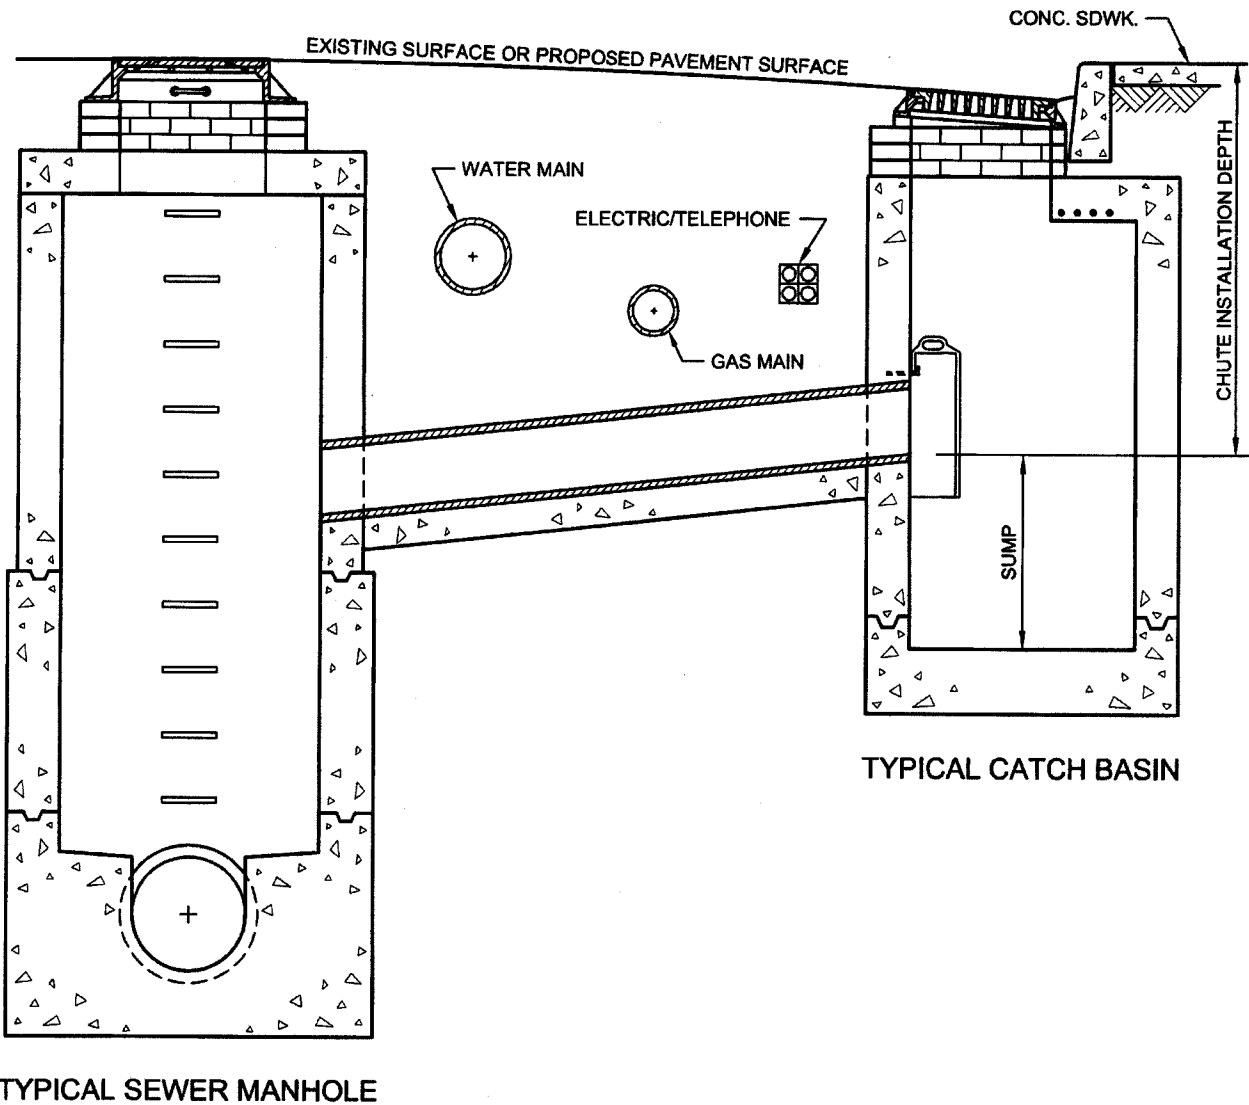 CONC. SDWK.
EXISTING SURFACE OR PROPOSED PAVEMENT SURFACE
WATER MAIN
ELECTRIC/TELEPHONE
GAS MAIN
CHUTE INSTALLATION DEPTH
SUMP
TYPICAL CATCH BASIN
TYPICAL SEWER MANHOLE